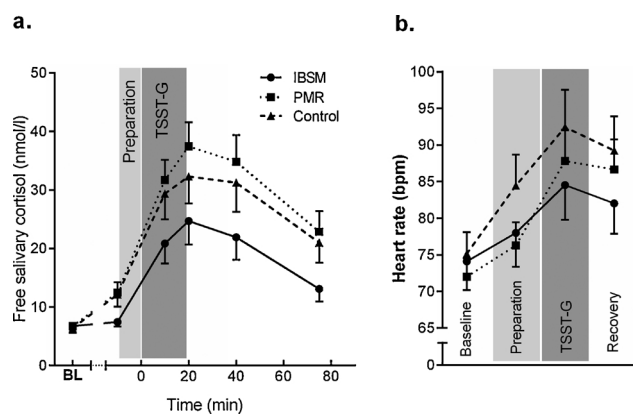 a.
b.
Free salivary cortisol (nmol/l)
50
40
30
20
10
0
Preparation
TSST-G
IBSM
PMR
Control
BL
0
20
40
60
80
Time (min)
Heart rate (bpm)
100
95
90
85
80
75
70
65
0
Baseline
Preparation
TSST-G
Recovery